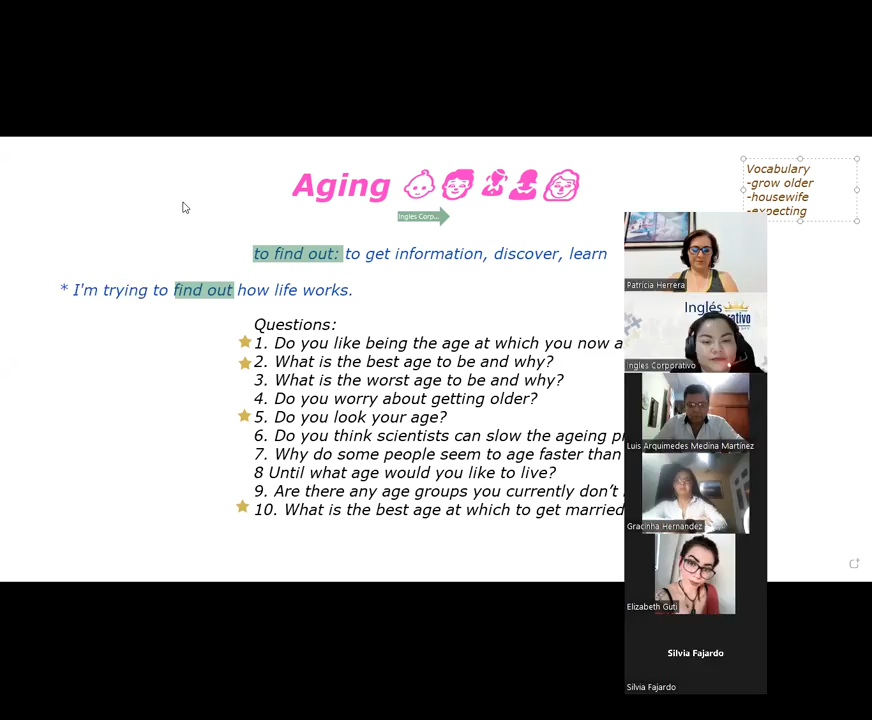 Aging
Ingles Corp...
Vocabulary
-grow older
-housewife
-expecting
to find out: to get information, discover, learn
* I'm trying to find out how life works.
Questions:
1. Do you like being the age at which you now a
2. What is the best age to be and why?
3. What is the worst age to be and why?
4. Do you worry about getting older?
5. Do you look your age?
6. Do you think scientists can slow the ageing p
7. Why do some people seem to age faster than
8 Until what age would you like to live?
9. Are there any age groups you currently don't
10. What is the best age at which to get married
Patricia Herrera
Inglés
rativo
Ingles Corporativo
Luis Arquimedes Medina Martínez
Gracinha Hernandez
Elizabeth Guti
Silvia Fajardo
Silvia Fajardo